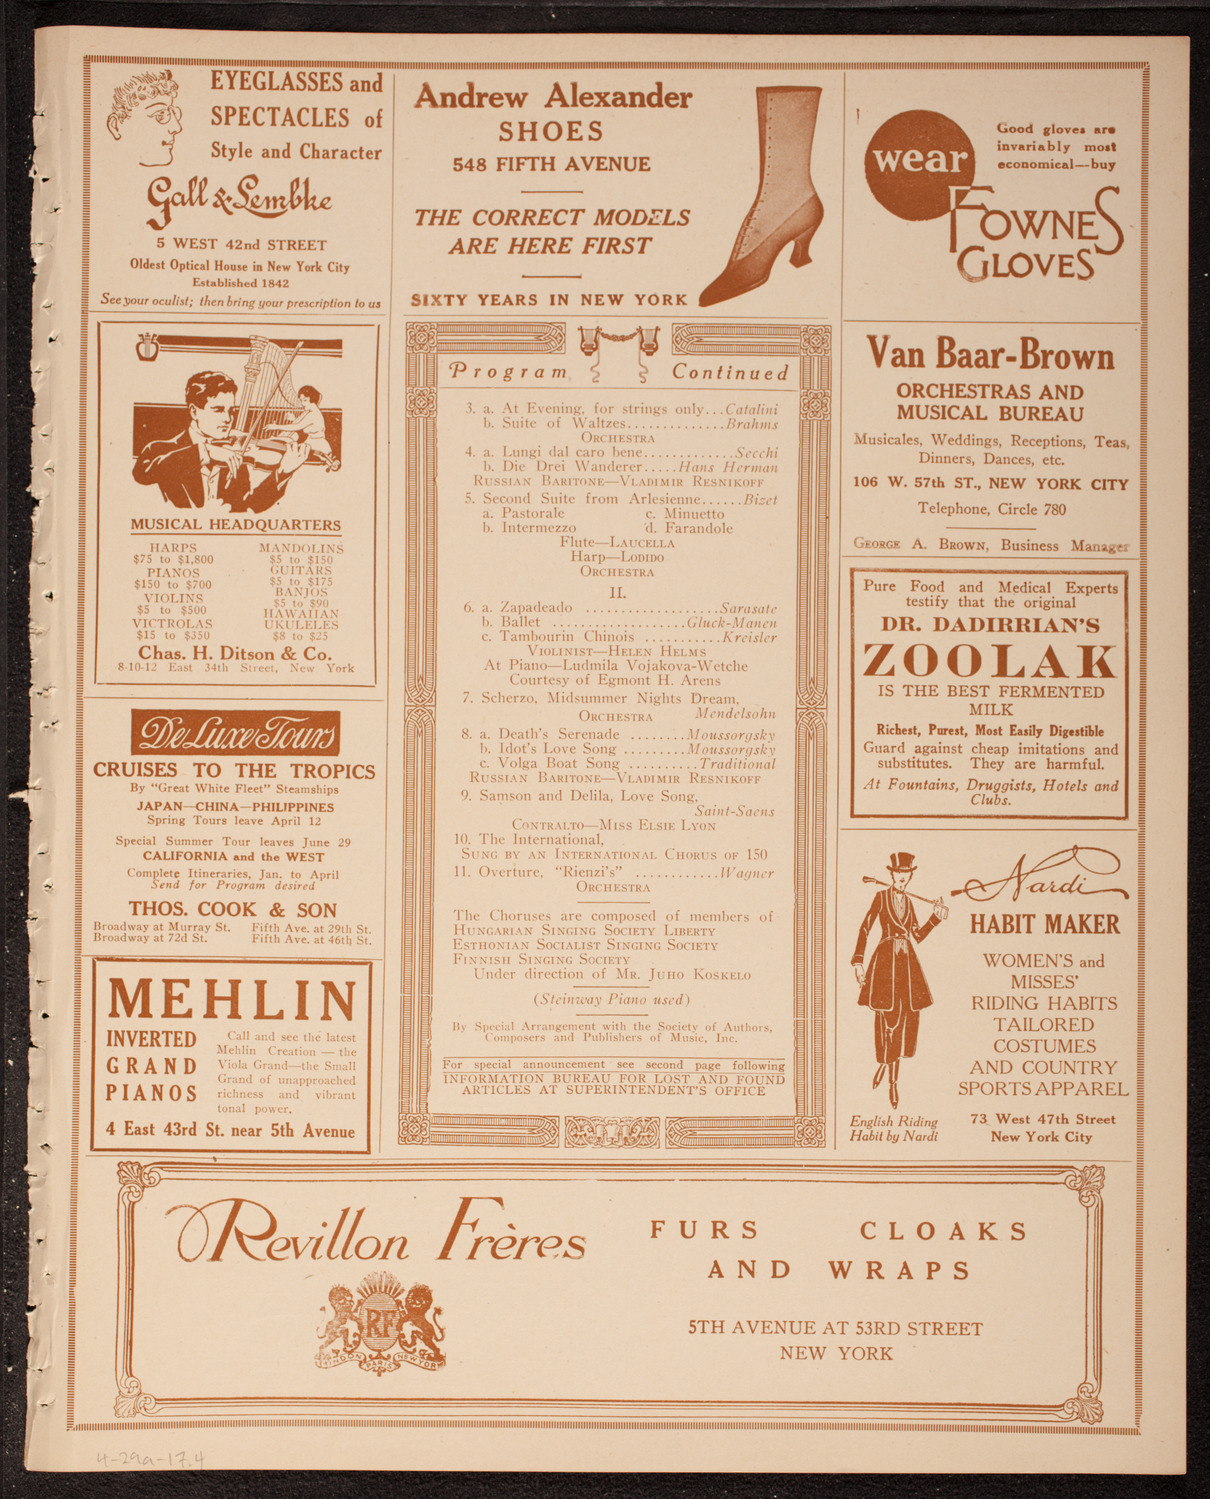 EYEGLASSES and
SPECTACLES of
Style and Character
Gall & Lembke
5 WEST 42nd STREET
Oldest Optical House in New York City
Established 1842
See your oculist; then bring your prescription to us
Andrew Alexander
SHOES
548 FIFTH AVENUE
THE CORRECT MODELS
ARE HERE FIRST
SIXTY YEARS IN NEW YORK
wear
Good gloves are
invariably most
economical—buy
FOWNES
GLOVES
MUSICAL HEADQUARTERS
HARPS
$75 to $1,800
PIANOS
$150 to $700
VIOLINS
$5 to $500
VICTROLAS
$15 to $350
MANDOLINS
$5 to $150
GUITARS
$5 to $175
BANJOS
$5 to $90
HAWAIIAN
UKULELES
$8 to $25
Chas. H. Ditson & Co.
8-10-12 East 34th Street, New York
De Luxe Tours
CRUISES TO THE TROPICS
By "Great White Fleet" Steamships
JAPAN—CHINA—PHILIPPINES
Spring Tours leave April 12
Special Summer Tour leaves June 29
CALIFORNIA and the WEST
Complete Itineraries, Jan. to April
Send for Program desired
THOS. COOK & SON
Broadway at Murray St. Fifth Ave. at 29th St.
Broadway at 72d St. Fifth Ave. at 46th St.
MEHLIN
INVERTED
GRAND
PIANOS
Call and see the latest
Mehlin Creation — the
Viola Grand—the Small
Grand of unapproached
richness and vibrant
tonal power.
4 East 43rd St. near 5th Avenue
Program Continued
3. a. At Evening, for strings only...Catalini
b. Suite of Waltzes..............Brahms
ORCHESTRA
4. a. Lungi dal caro bene.............Secchi
b. Die Drei Wanderer.....Hans Herman
RUSSIAN BARITONE—VLADIMIR RESNIKOFF
5. Second Suite from Arlesienne......Bizet
a. Pastorale c. Minuetto
b. Intermezzo d. Farandole
Flute—LAUCELLA
Harp—LODIDO
ORCHESTRA
II.
6. a. Zapadeado ...................Sarasate
b. Ballet ...................Gluck-Manen
c. Tambourin Chinois ...........Kreisler
VIOLINIST—HELEN HELMS
At Piano—Ludmila Vojakova-Wetche
Courtesy of Egmont H. Arens
7. Scherzo, Midsummer Nights Dream,
ORCHESTRA Mendelsohn
8. a. Death's Serenade ........Moussorgsky
b. Idot's Love Song .........Moussorgsky
c. Volga Boat Song ..........Traditional
RUSSIAN BARITONE—VLADIMIR RESNIKOFF
9. Samson and Delila, Love Song,
Saint-Saens
CONTRALTO—MISS ELSIE LYON
10. The International,
SUNG BY AN INTERNATIONAL CHORUS OF 150
11. Overture, "Rienzi's" ............Wagner
ORCHESTRA
The Choruses are composed of members of
HUNGARIAN SINGING SOCIETY LIBERTY
ESTHONIAN SOCIALIST SINGING SOCIETY
FINNISH SINGING SOCIETY
Under direction of MR. JUHO KOSKELO
(Steinway Piano used)
By Special Arrangement with the Society of Authors,
Composers and Publishers of Music, Inc.
For special announcement see second page following
INFORMATION BUREAU FOR LOST AND FOUND
ARTICLES AT SUPERINTENDENT'S OFFICE
Van Baar-Brown
ORCHESTRAS AND
MUSICAL BUREAU
Musicales, Weddings, Receptions, Teas,
Dinners, Dances, etc.
106 W. 57th ST., NEW YORK CITY
Telephone, Circle 780
GEORGE A. BROWN, Business Manager
Pure Food and Medical Experts
testify that the original
DR. DADIRRIAN'S
ZOOLAK
IS THE BEST FERMENTED
MILK
Richest, Purest, Most Easily Digestible
Guard against cheap imitations and
substitutes. They are harmful.
At Fountains, Druggists, Hotels and
Clubs.
Nardi
HABIT MAKER
WOMEN'S and
MISSES'
RIDING HABITS
TAILORED
COSTUMES
AND COUNTRY
SPORTS APPAREL
English Riding
Habit by Nardi
73 West 47th Street
New York City
Revillon Frères
RF
LONDON PARIS NEW YORK
FURS CLOAKS
AND WRAPS
5TH AVENUE AT 53RD STREET
NEW YORK
4-29a-17.4